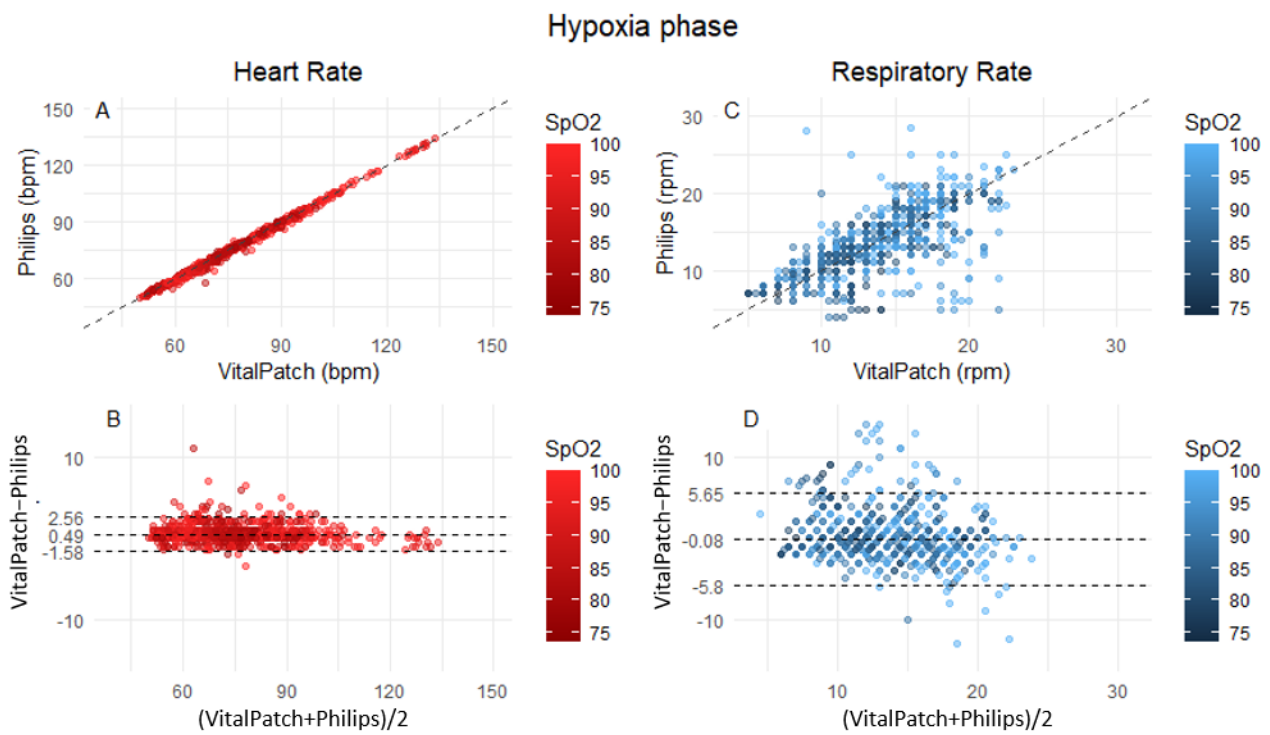 Hypoxia phase
Heart Rate
A
150
120
90
60
Philips (bpm)
60 90 120 150
VitalPatch (bpm)
SpO2
100
95
90
85
80
75
Respiratory Rate
C
30
20
10
Philips (rpm)
10 20 30
VitalPatch (rpm)
SpO2
100
95
90
85
80
75
B
10
2.56
0.49
-1.58
-10
VitalPatch−Philips
60 90 120 150
(VitalPatch+Philips)/2
SpO2
100
95
90
85
80
75
D
10
5.65
-0.08
-5.8
-10
VitalPatch−Philips
10 20 30
(VitalPatch+Philips)/2
SpO2
100
95
90
85
80
75